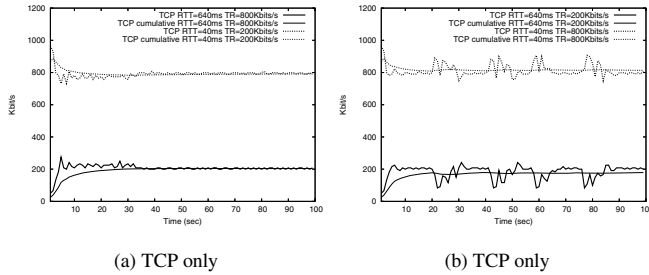 TCP RTT=640ms TR=800Kbits/s
TCP cumulative RTT=640ms TR=800Kbits/s
TCP RTT=40ms TR=200Kbits/s
TCP cumulative RTT=40ms TR=200Kbits/s
1000
800
600
400
200
0
Kbit/s
10 20 30 40 50 60 70 80 90 100
Time (sec)
(a) TCP only
TCP RTT=640ms TR=200Kbits/s
TCP cumulative RTT=640ms TR=200Kbits/s
TCP RTT=40ms TR=800Kbits/s
TCP cumulative RTT=40ms TR=800Kbits/s
1000
800
600
400
200
0
Kbit/s
10 20 30 40 50 60 70 80 90 100
Time (sec)
(b) TCP only